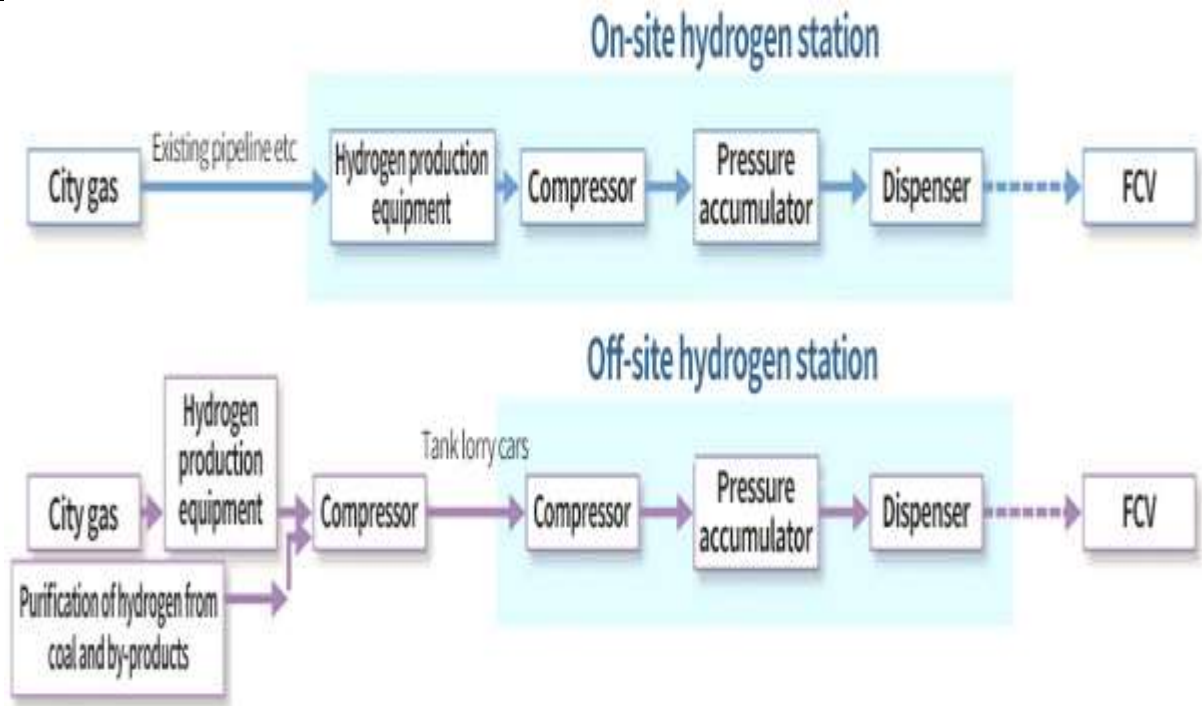 On-site hydrogen station
Existing pipeline etc
City gas
Hydrogen production
equipment
Compressor
Pressure
accumulator
Dispenser
FCV
Off-site hydrogen station
City gas
Hydrogen
production
equipment
Purification of hydrogen from
coal and by-products
Compressor
Tank lorry cars
Compressor
Pressure
accumulator
Dispenser
FCV